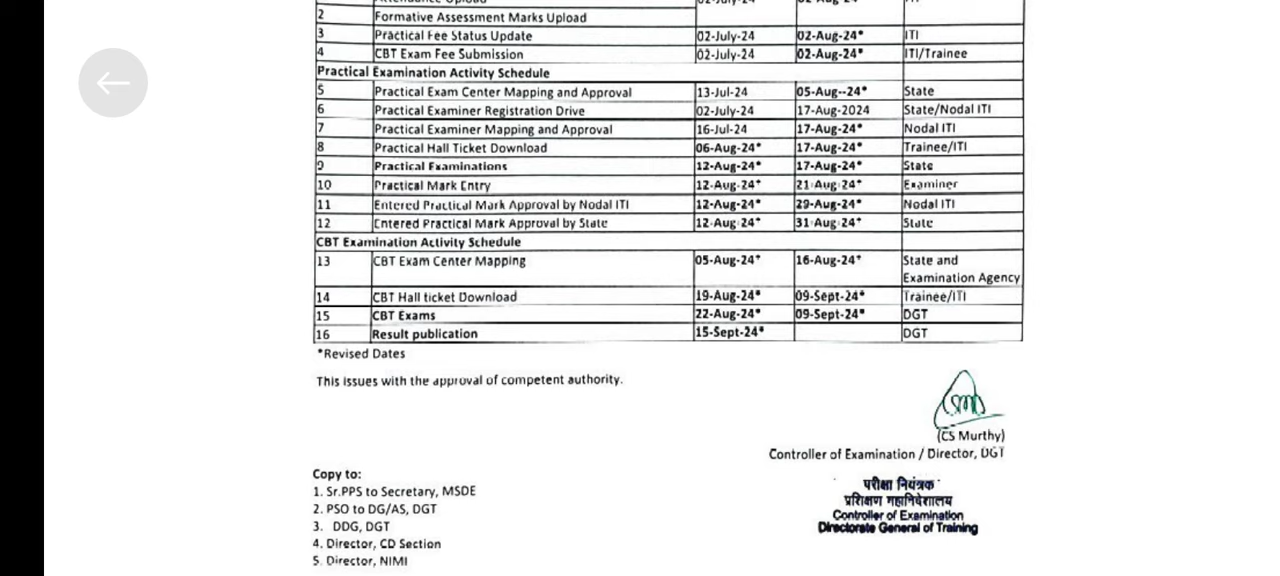 2 Formative Assessment Marks Upload
3 Practical Fee Status Update 02-July-24 02-Aug-24* ITI
4 CBT Exam Fee Submission 02-July-24 02-Aug-24* ITI/Trainee
Practical Examination Activity Schedule
5 Practical Exam Center Mapping and Approval 13-Jul-24 05-Aug--24* State
6 Practical Examiner Registration Drive 02-July-24 17-Aug-2024 State/Nodal ITI
7 Practical Examiner Mapping and Approval 16-Jul-24 17-Aug-24* Nodal ITI
8 Practical Hall Ticket Download 06-Aug-24* 17-Aug-24* Trainee/ITI
9 Practical Examinations 12-Aug-24* 17-Aug-24* State
10 Practical Mark Entry 12-Aug-24* 21-Aug-24* Examiner
11 Entered Practical Mark Approval by Nodal ITI 12-Aug-24* 29-Aug-24* Nodal ITI
12 Entered Practical Mark Approval by State 12-Aug-24* 31-Aug-24* State
CBT Examination Activity Schedule
13 CBT Exam Center Mapping 05-Aug-24* 16-Aug-24* State and
Examination Agency
14 CBT Hall ticket Download 19-Aug-24* 09-Sept-24* Trainee/ITI
15 CBT Exams 22-Aug-24* 09-Sept-24* DGT
16 Result publication 15-Sept-24* DGT
*Revised Dates
This issues with the approval of competent authority.
(CS Murthy)
Controller of Examination / Director, DGT
Copy to:
1. Sr.PPS to Secretary, MSDE
2. PSO to DG/AS, DGT
3. DDG, DGT
4. Director, CD Section
5. Director, NIMI
परीक्षा नियंत्रक
प्रशिक्षण महानिदेशालय
Controller of Examination
Directorate General of Training